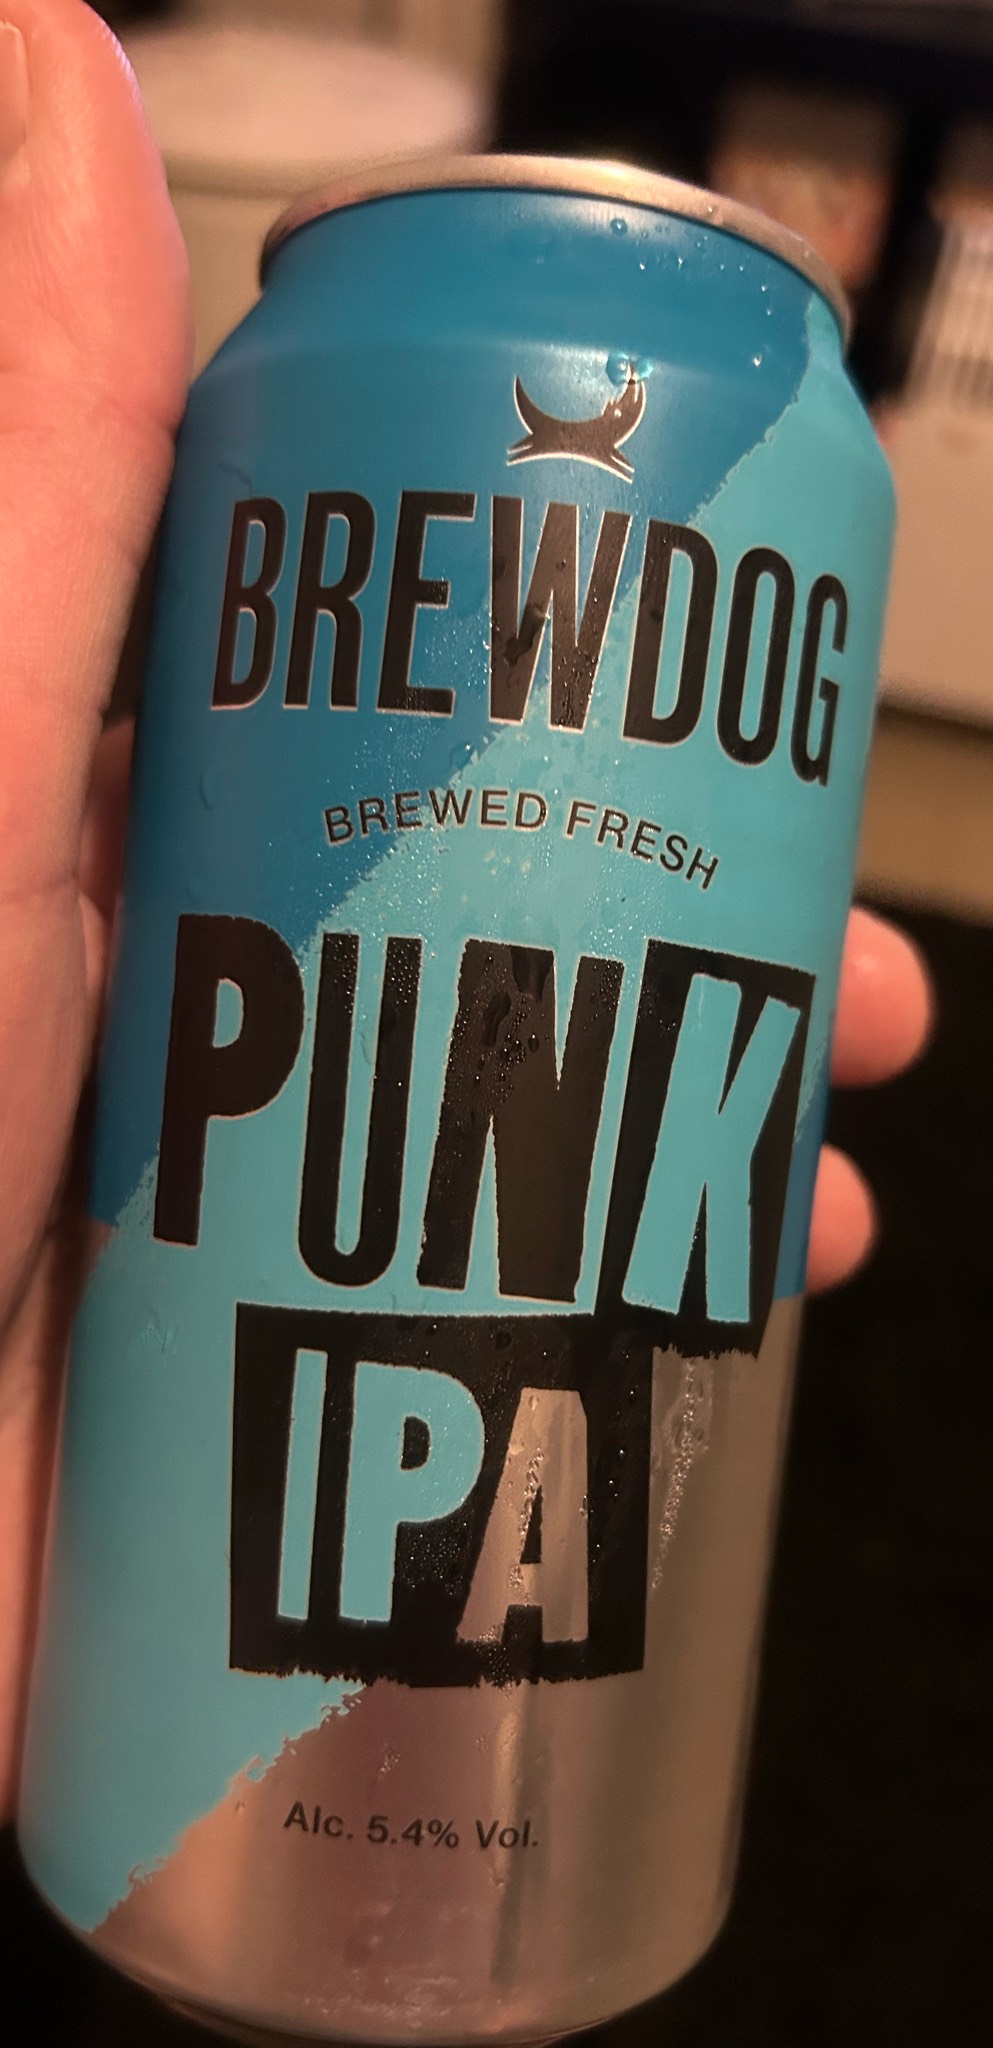 BREWDOG
BREWED FRESH
PUNK
IPA
Alc. 5.4% Vol.